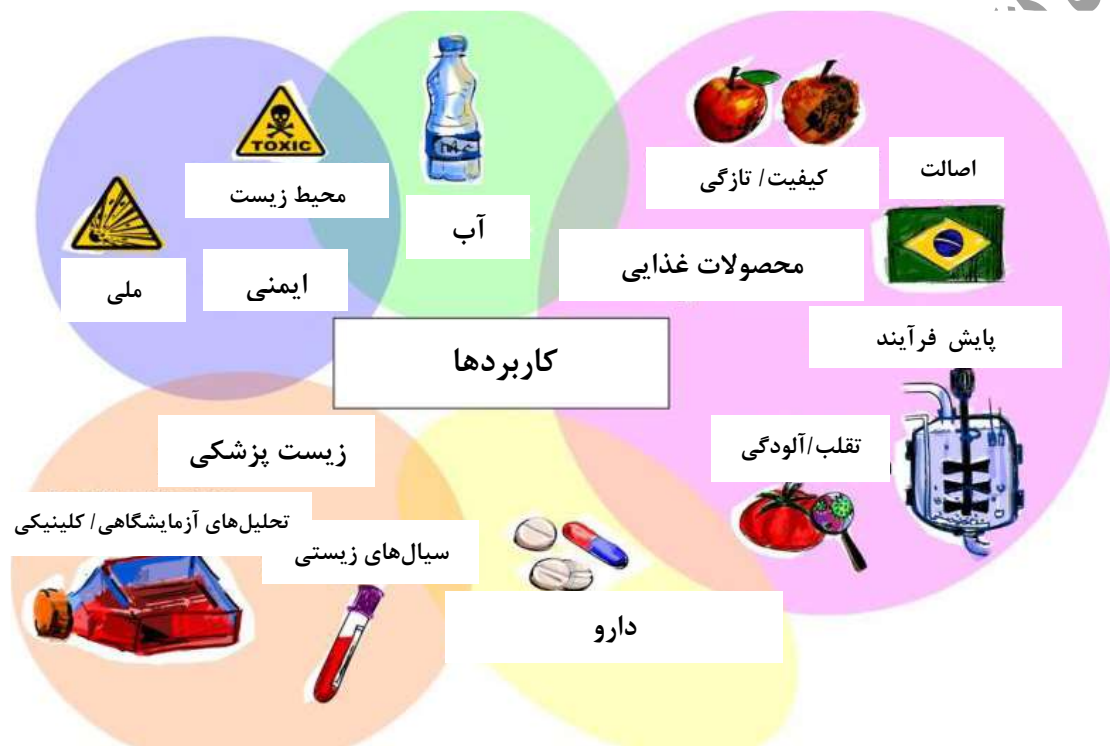 TOXIC
محیط زیست
ملی
ایمنی
آب
کیفیت/ تازگی
اصالت
محصولات غذایی
پایش فرآیند
کاربردها
تقلب/آلودگی
زیست پزشکی
تحلیل‌های آزمایشگاهی/ کلینیکی
سیال‌های زیستی
دارو